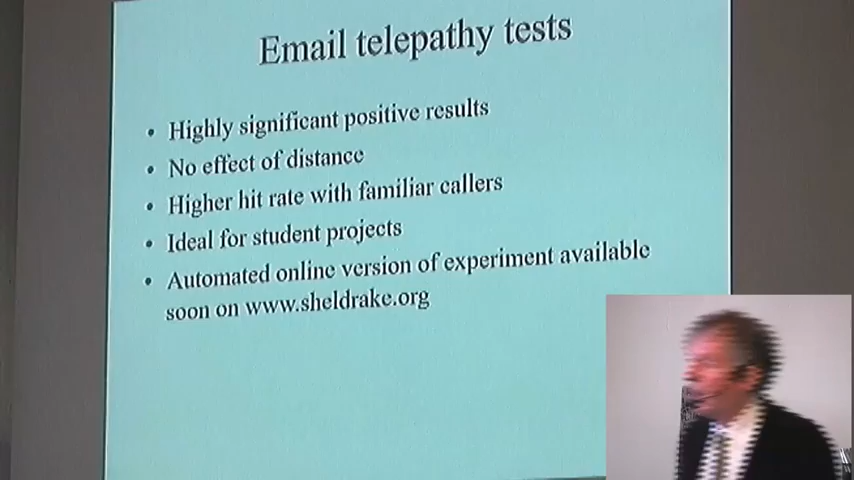 Email telepathy tests
• Highly significant positive results
• No effect of distance
• Higher hit rate with familiar callers
• Ideal for student projects
• Automated online version of experiment available
soon on www.sheldrake.org